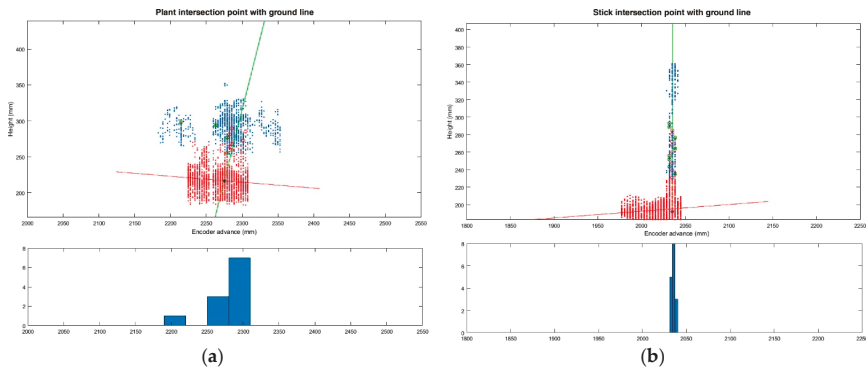 Plant intersection point with ground line
Height (mm)
400
350
300
250
200
2000 2050 2100 2150 2200 2250 2300 2350 2400 2450 2500 2550
Encoder advance (mm)
8
6
4
2
0
2000 2050 2100 2150 2200 2250 2300 2350 2400 2450 2500 2550
(a)
Stick intersection point with ground line
Height (mm)
400
380
360
340
320
300
280
260
240
220
200
1800 1850 1900 1950 2000 2050 2100 2150 2200 2250
Encoder advance (mm)
8
6
4
2
0
1800 1850 1900 1950 2000 2050 2100 2150 2200 2250
(b)